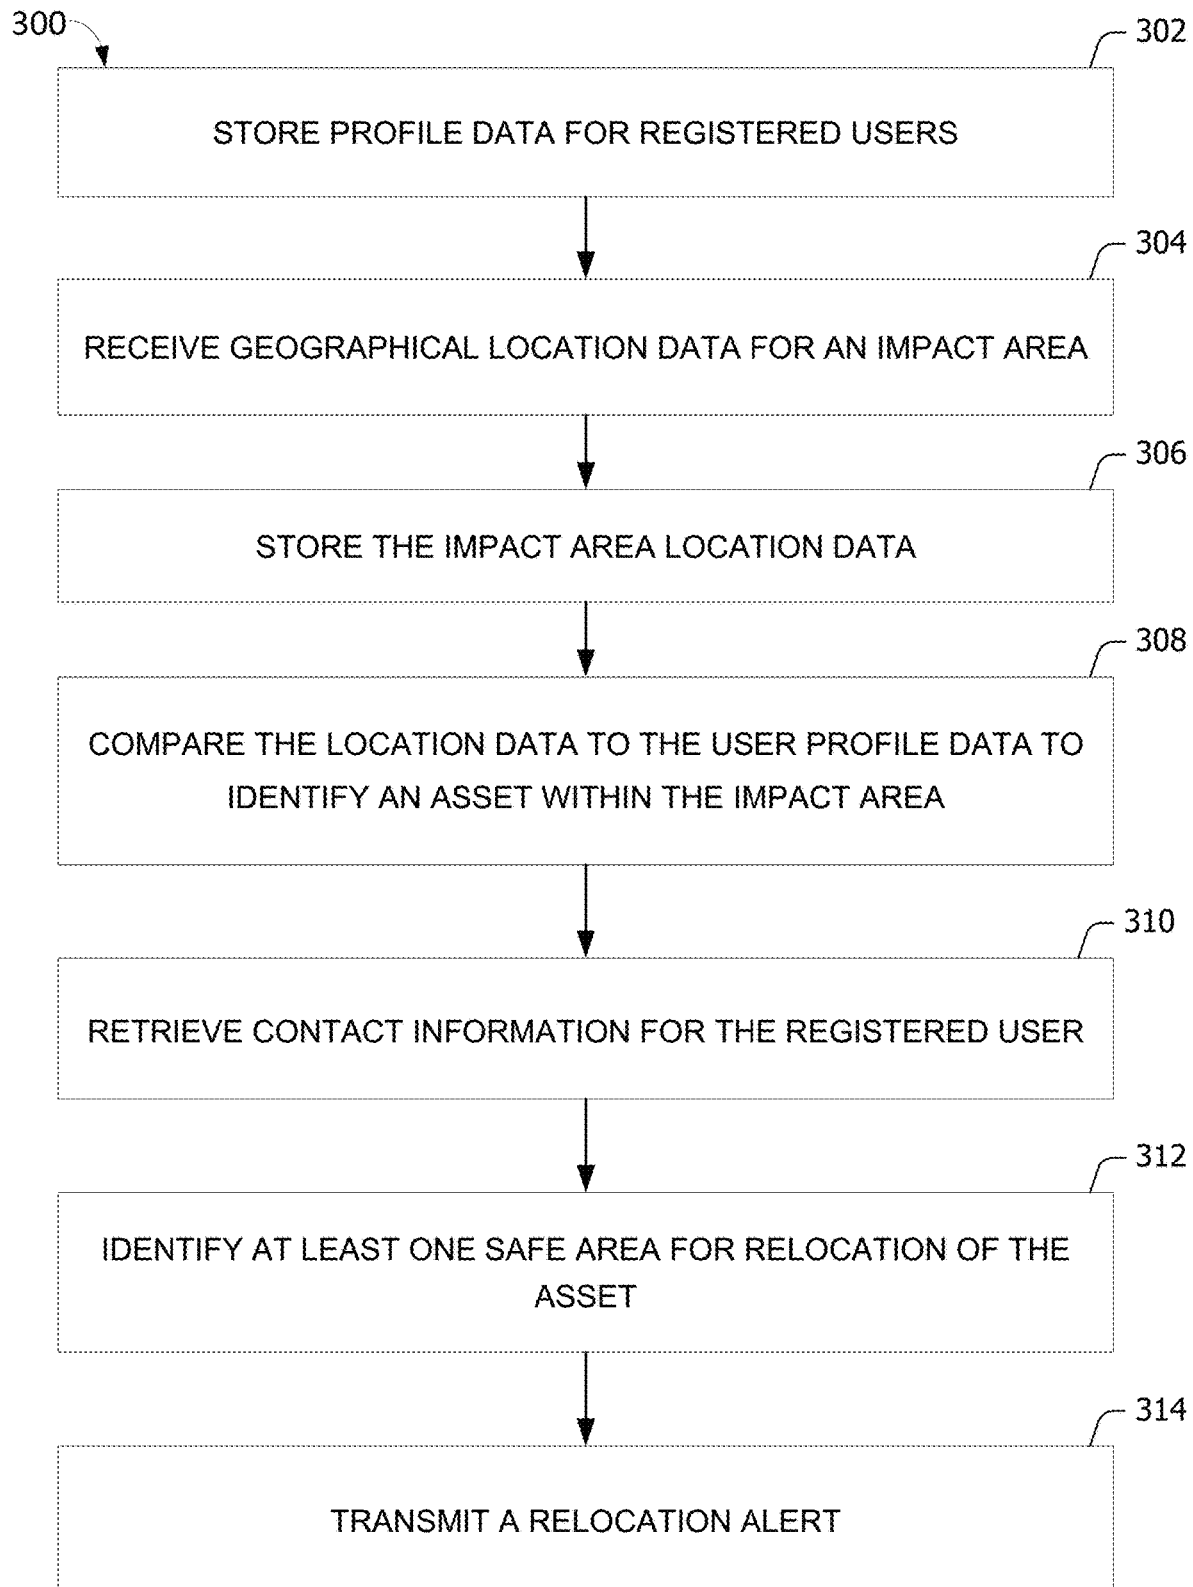 300
302
STORE PROFILE DATA FOR REGISTERED USERS
304
RECEIVE GEOGRAPHICAL LOCATION DATA FOR AN IMPACT AREA
306
STORE THE IMPACT AREA LOCATION DATA
308
COMPARE THE LOCATION DATA TO THE USER PROFILE DATA TO
IDENTIFY AN ASSET WITHIN THE IMPACT AREA
310
RETRIEVE CONTACT INFORMATION FOR THE REGISTERED USER
312
IDENTIFY AT LEAST ONE SAFE AREA FOR RELOCATION OF THE
ASSET
314
TRANSMIT A RELOCATION ALERT